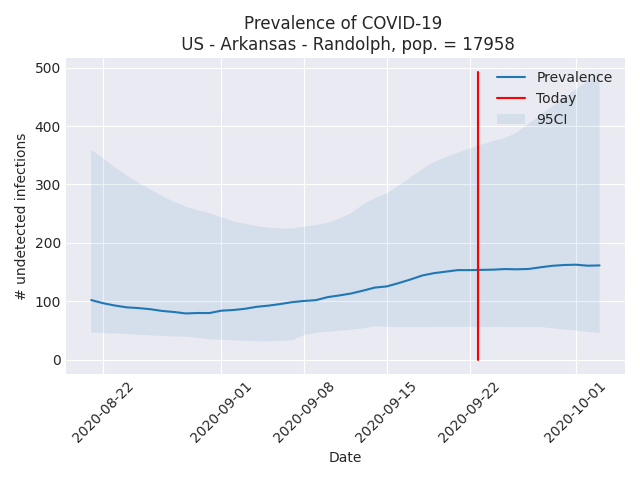 Prevalence of COVID-19
US - Arkansas - Randolph, pop. = 17958
500
400
300
200
100
0
# undetected infections
Prevalence
Today
95CI
2020-08-22
2020-09-01
2020-09-08
2020-09-15
2020-09-22
2020-10-01
Date